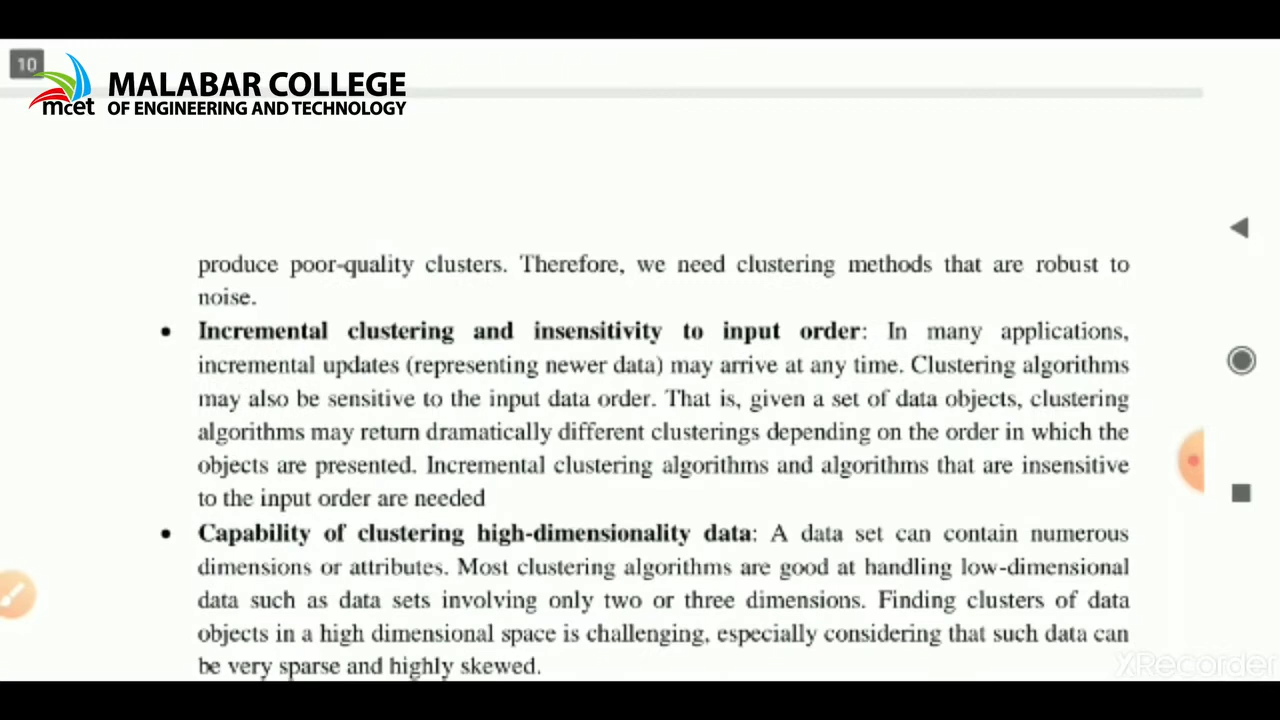 10
mcet
MALABAR COLLEGE
OF ENGINEERING AND TECHNOLOGY
produce poor-quality clusters. Therefore, we need clustering methods that are robust to
noise.
• Incremental clustering and insensitivity to input order: In many applications,
incremental updates (representing newer data) may arrive at any time. Clustering algorithms
may also be sensitive to the input data order. That is, given a set of data objects, clustering
algorithms may return dramatically different clusterings depending on the order in which the
objects are presented. Incremental clustering algorithms and algorithms that are insensitive
to the input order are needed
• Capability of clustering high-dimensionality data: A data set can contain numerous
dimensions or attributes. Most clustering algorithms are good at handling low-dimensional
data such as data sets involving only two or three dimensions. Finding clusters of data
objects in a high dimensional space is challenging, especially considering that such data can
be very sparse and highly skewed.
XRecorder